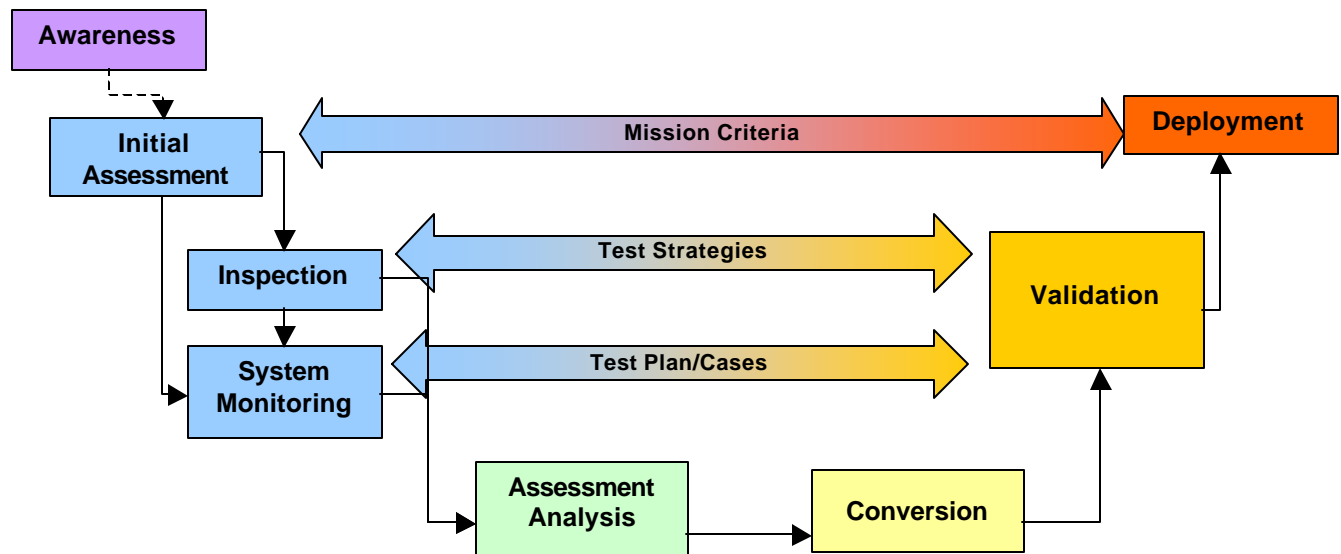 Awareness
Initial
Assessment
Mission Criteria
Deployment
Inspection
Test Strategies
Validation
System
Monitoring
Test Plan/Cases
Assessment
Analysis
Conversion